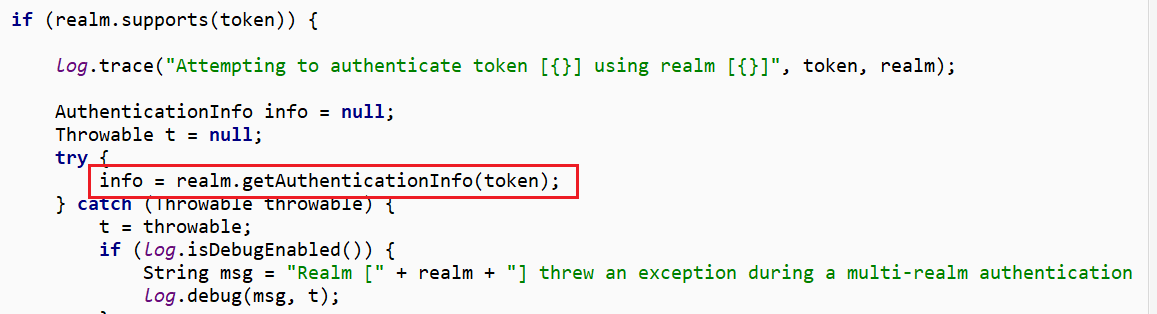 if (realm.supports(token)) {
log.trace("Attempting to authenticate token [{}] using realm [{}]", token, realm);
AuthenticationInfo info = null;
Throwable t = null;
try {
info = realm.getAuthenticationInfo(token);
} catch (Throwable throwable) {
t = throwable;
if (log.isDebugEnabled()) {
String msg = "Realm [" + realm + "] threw an exception during a multi-realm authentication
log.debug(msg, t);
}